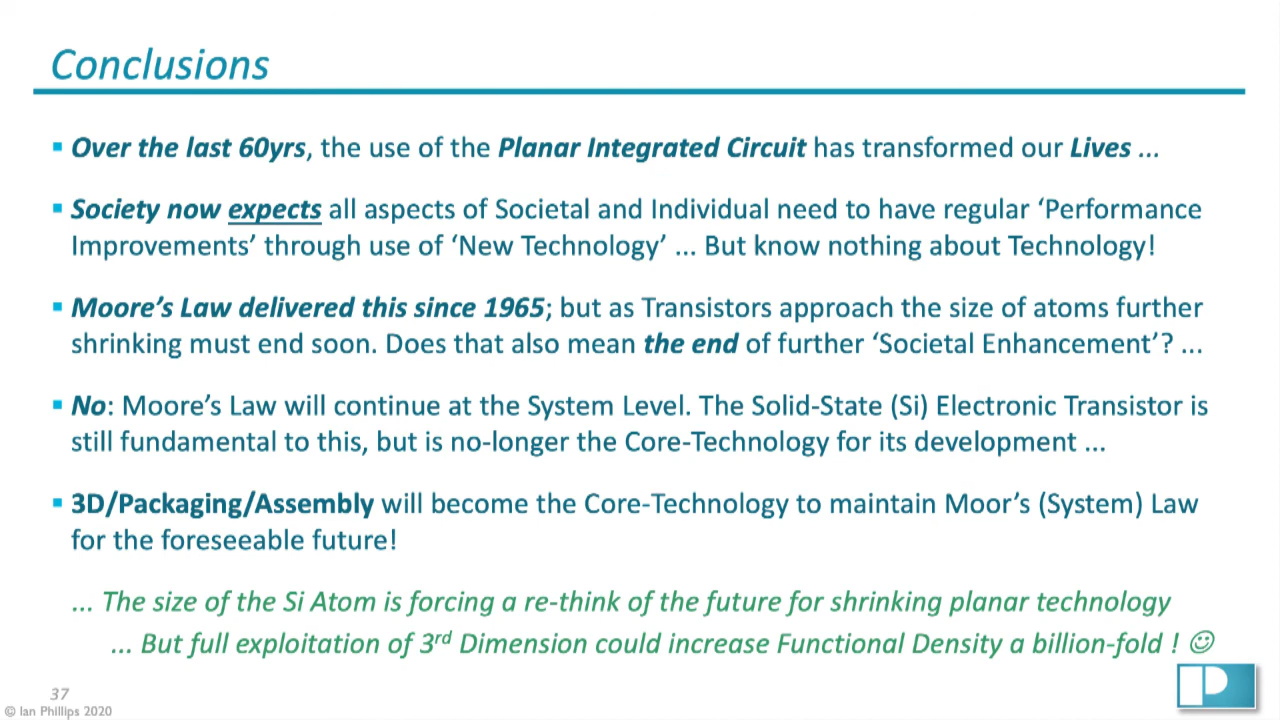 Conclusions
▪ Over the last 60yrs, the use of the Planar Integrated Circuit has transformed our Lives ...
▪ Society now expects all aspects of Societal and Individual need to have regular ‘Performance
Improvements’ through use of ‘New Technology’ ... But know nothing about Technology!
▪ Moore’s Law delivered this since 1965; but as Transistors approach the size of atoms further
shrinking must end soon. Does that also mean the end of further ‘Societal Enhancement’? ...
▪ No: Moore’s Law will continue at the System Level. The Solid-State (Si) Electronic Transistor is
still fundamental to this, but is no-longer the Core-Technology for its development ...
▪ 3D/Packaging/Assembly will become the Core-Technology to maintain Moor’s (System) Law
for the foreseeable future!
... The size of the Si Atom is forcing a re-think of the future for shrinking planar technology
... But full exploitation of 3rd Dimension could increase Functional Density a billion-fold ! ☺
37
© Ian Phillips 2020